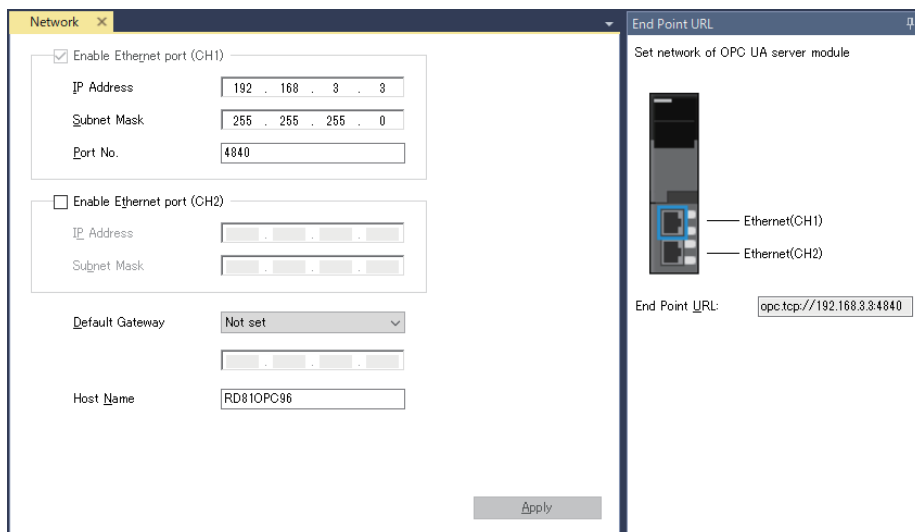 Network
Enable Ethernet port (CH1)
IP Address 192 . 168 . 3 . 3
Subnet Mask 255 . 255 . 255 . 0
Port No. 4840
Enable Ethernet port (CH2)
IP Address . . .
Subnet Mask . . .
Default Gateway Not set
. . .
Host Name RD81OPC96
Apply
End Point URL
Set network of OPC UA server module
Ethernet(CH1)
Ethernet(CH2)
End Point URL: opc.tcp://192.168.3.3:4840